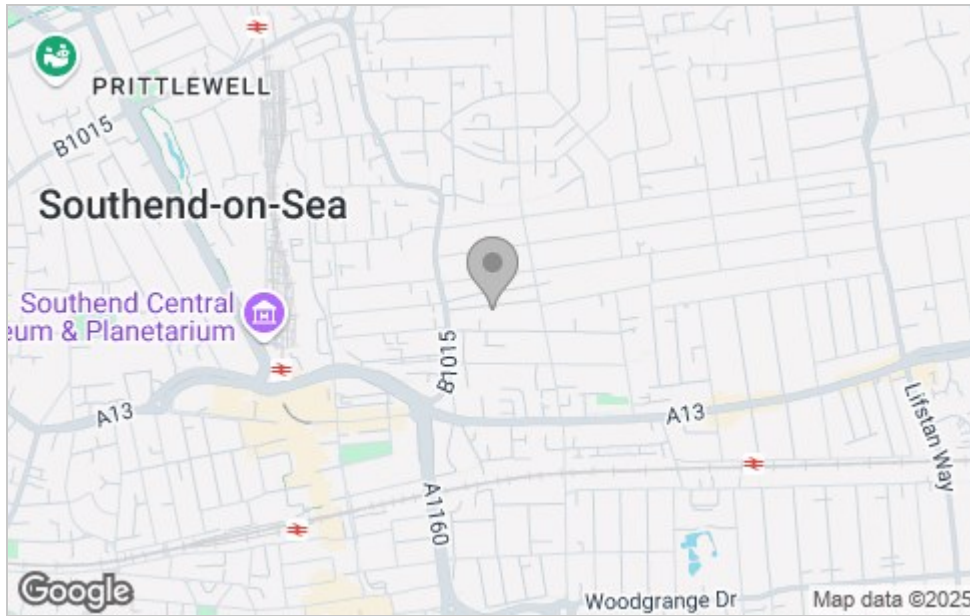 PRITTLEWELL
B1015
Southend-on-Sea
Southend Central
eum & Planetarium
B1015
A13
A13
Lifstan Way
A1160
Woodgrange Dr
Google
Map data ©2025